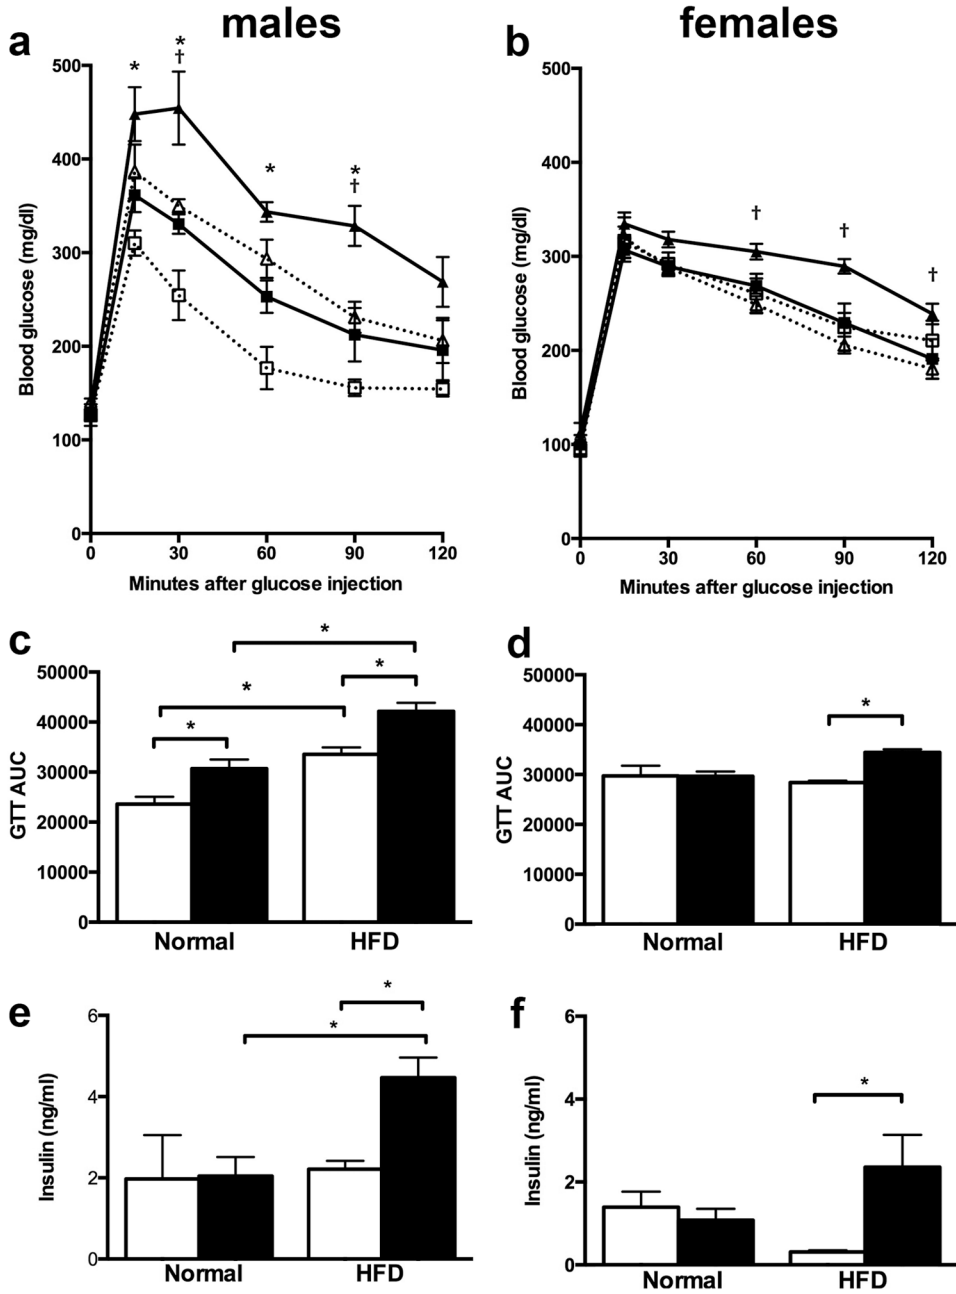 males
females
a
b
*
*
†
*
*
†
500
400
300
200
100
0
Blood glucose (mg/dl)
0
30
60
90
120
Minutes after glucose injection
†
†
†
500
400
300
200
100
0
Blood glucose (mg/dl)
0
30
60
90
120
Minutes after glucose injection
c
*
*
*
*
50000
40000
30000
20000
10000
0
GTT AUC
Normal
HFD
d
*
50000
40000
30000
20000
10000
0
GTT AUC
Normal
HFD
e
*
*
6
4
2
0
Insulin (ng/ml)
Normal
HFD
f
*
6
4
2
0
Insulin (ng/ml)
Normal
HFD